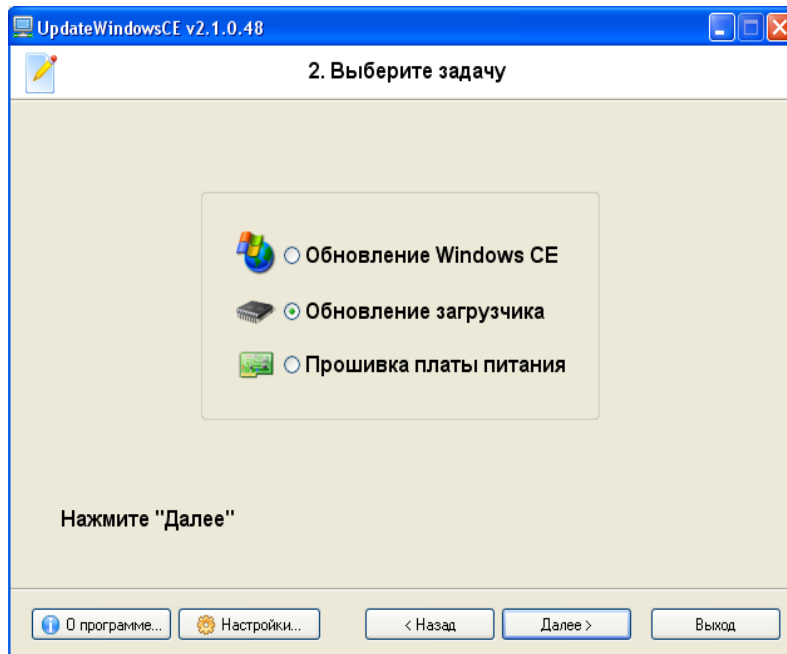 UpdateWindowsCE v2.1.0.48
2. Выберите задачу
Обновление Windows CE
Обновление загрузчика
Прошивка платы питания
Нажмите "Далее"
О программе... Настройки... < Назад Далее > Выход